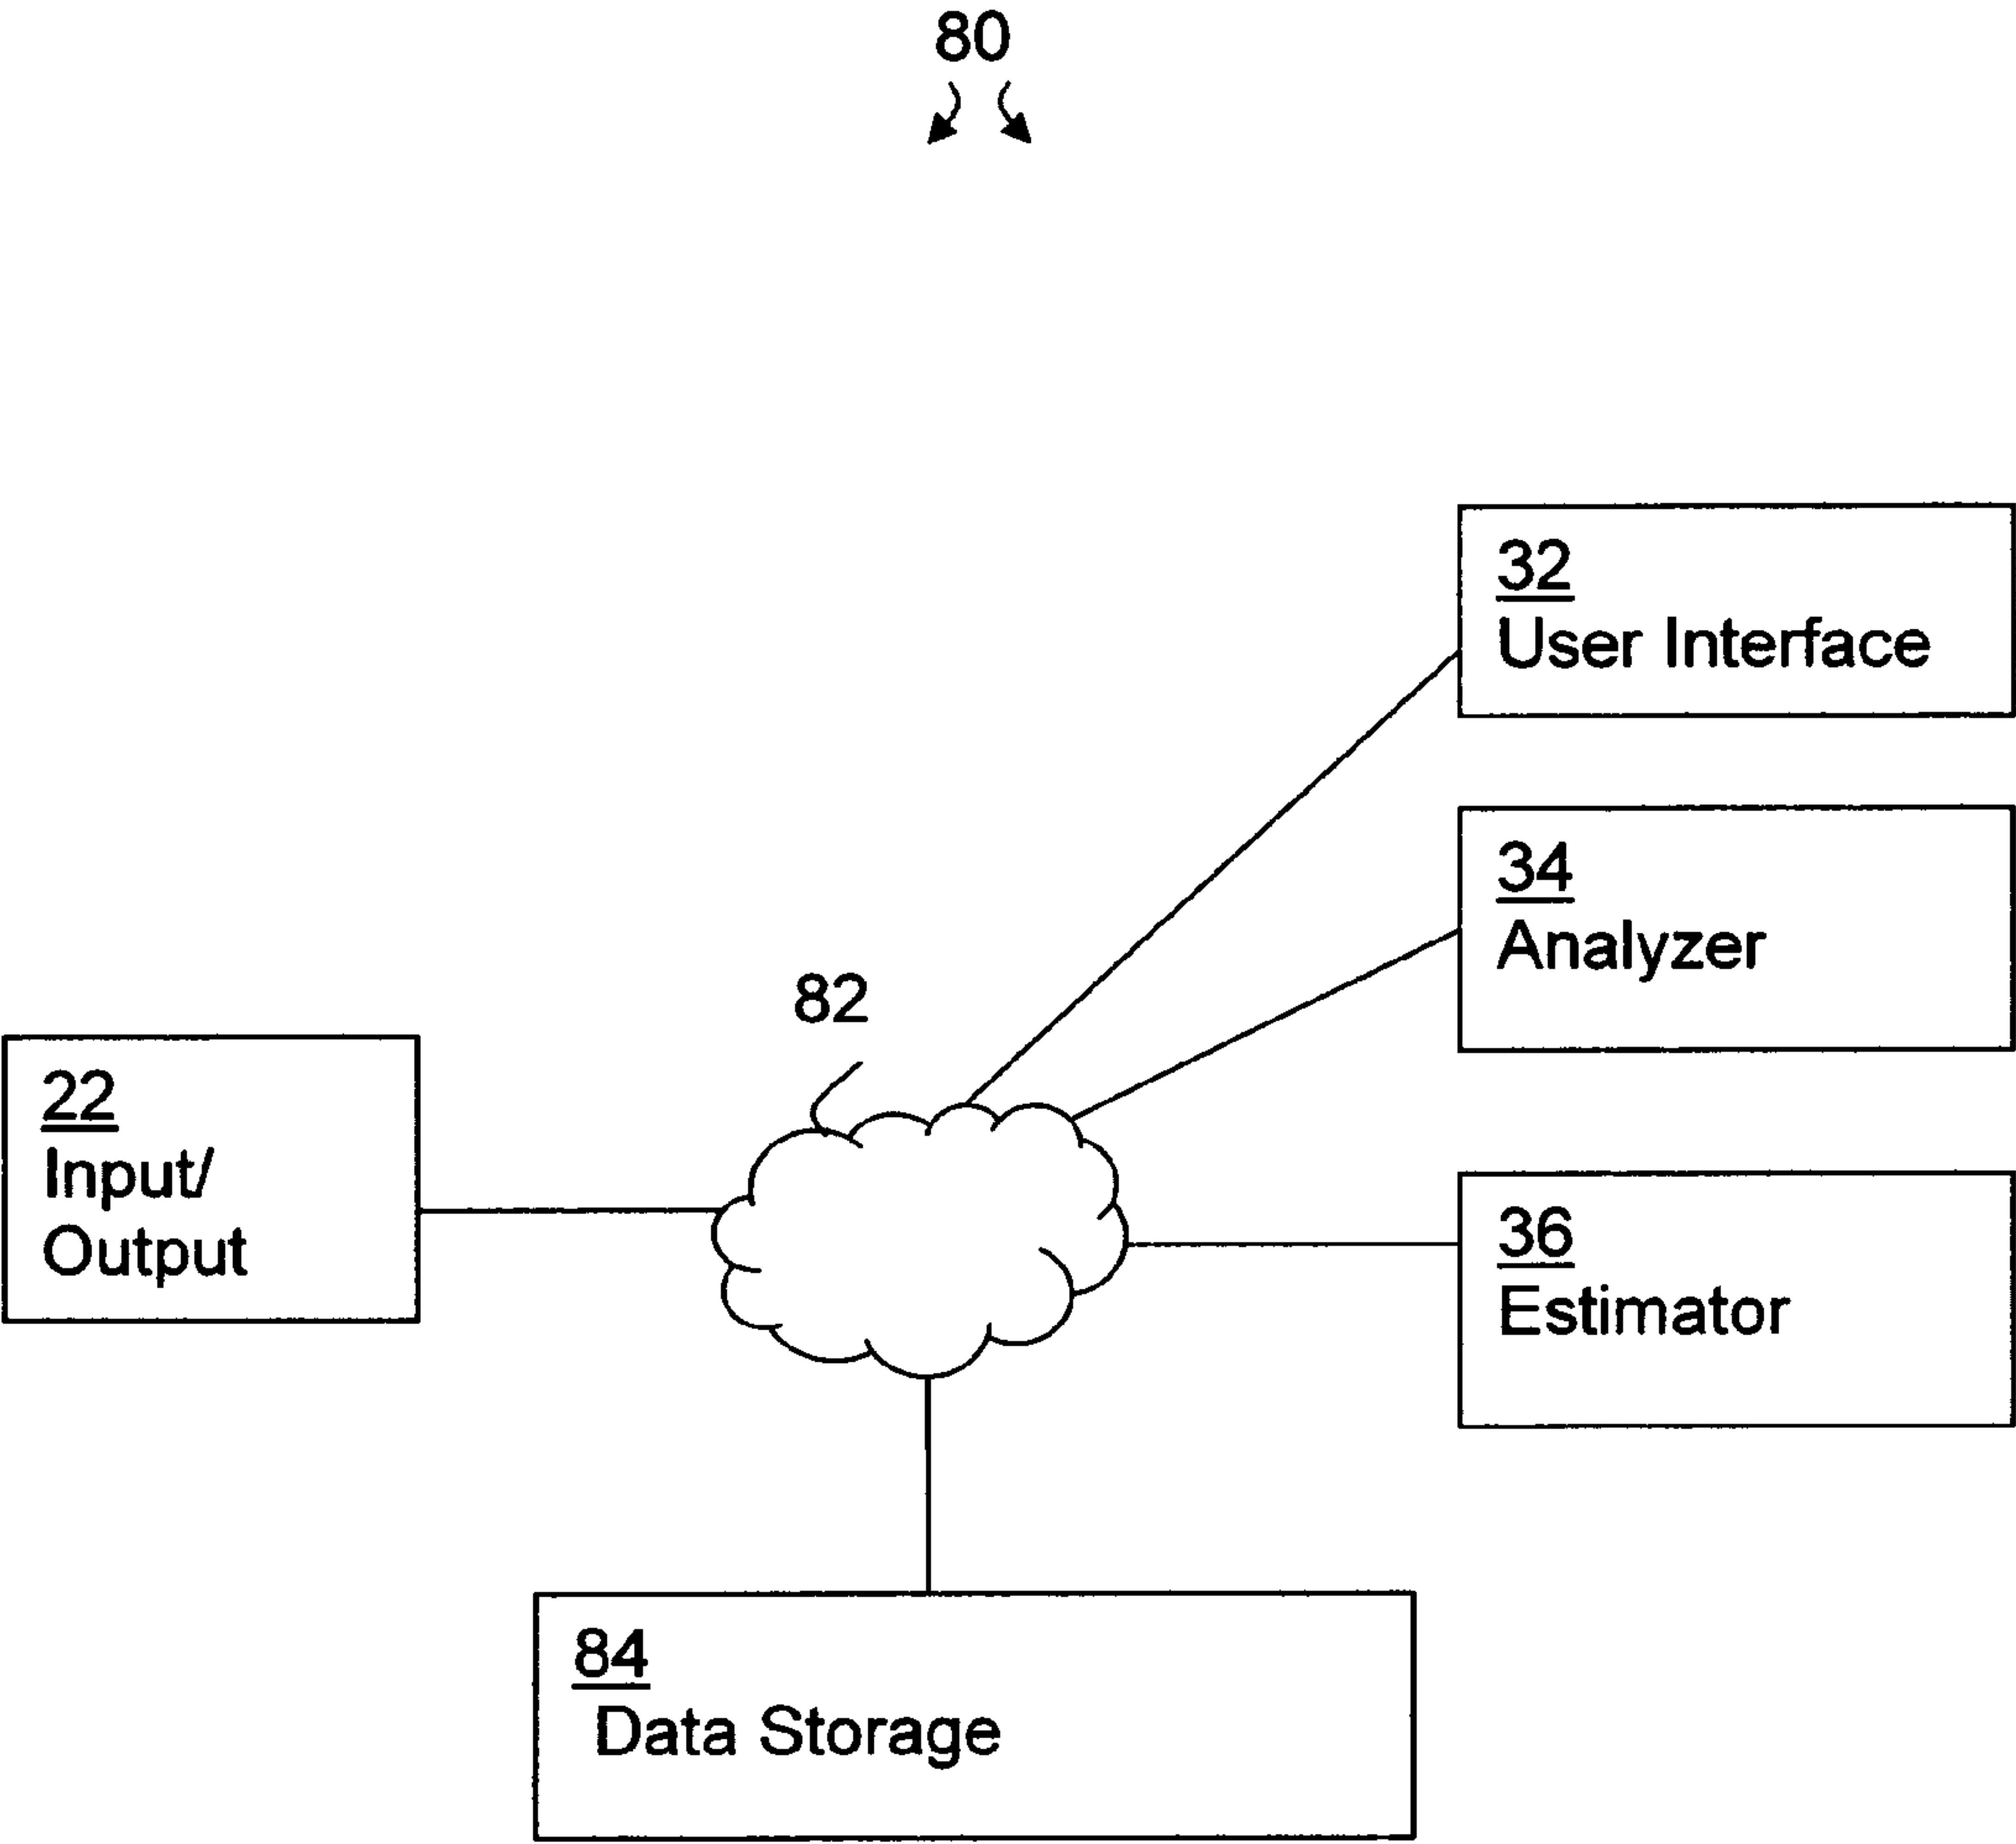 80
32
User Interface
34
Analyzer
82
22
Input/
Output
36
Estimator
84
Data Storage